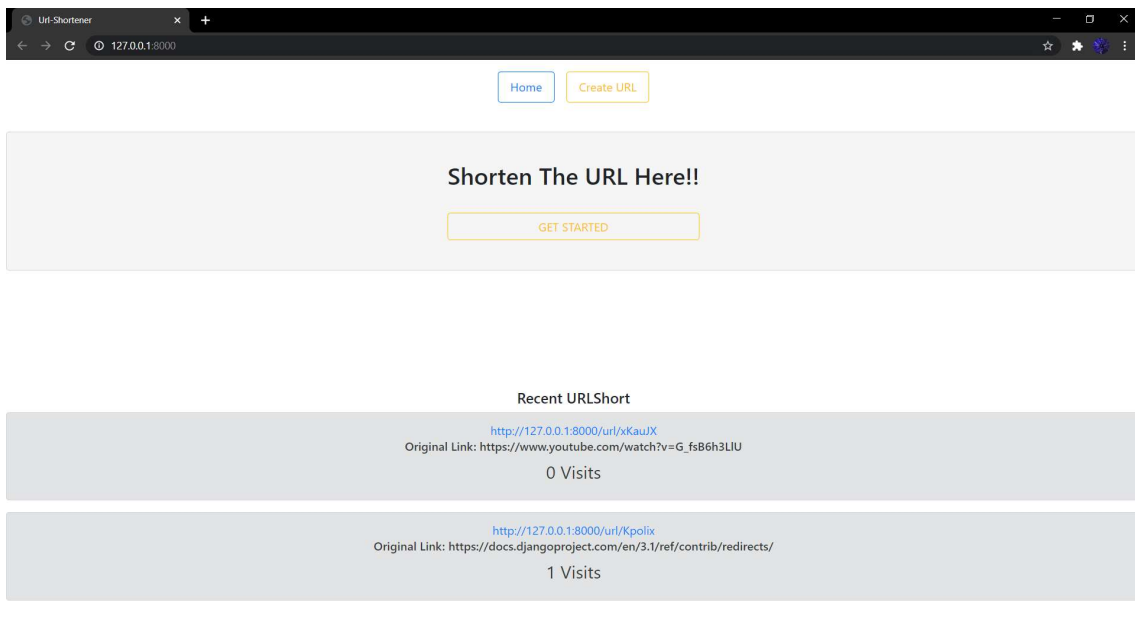 Url-Shortener
127.0.0.1:8000
Home
Create URL
Shorten The URL Here!!
GET STARTED
Recent URLShort
http://127.0.0.1:8000/url/xKauJX
Original Link: https://www.youtube.com/watch?v=G_fsB6h3LlU
0 Visits
http://127.0.0.1:8000/url/Kpolix
Original Link: https://docs.djangoproject.com/en/3.1/ref/contrib/redirects/
1 Visits